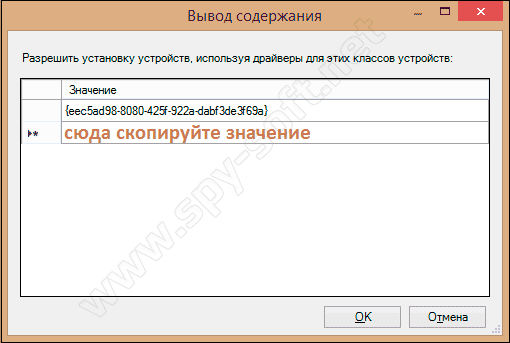 Вывод содержания
Разрешить установку устройств, используя драйверы для этих классов устройств:
Значение
{eec5ad98-8080-425f-922a-dabf3de3f69a}
сюда скопируйте значение
www.spy-soft.net
OK
Отмена